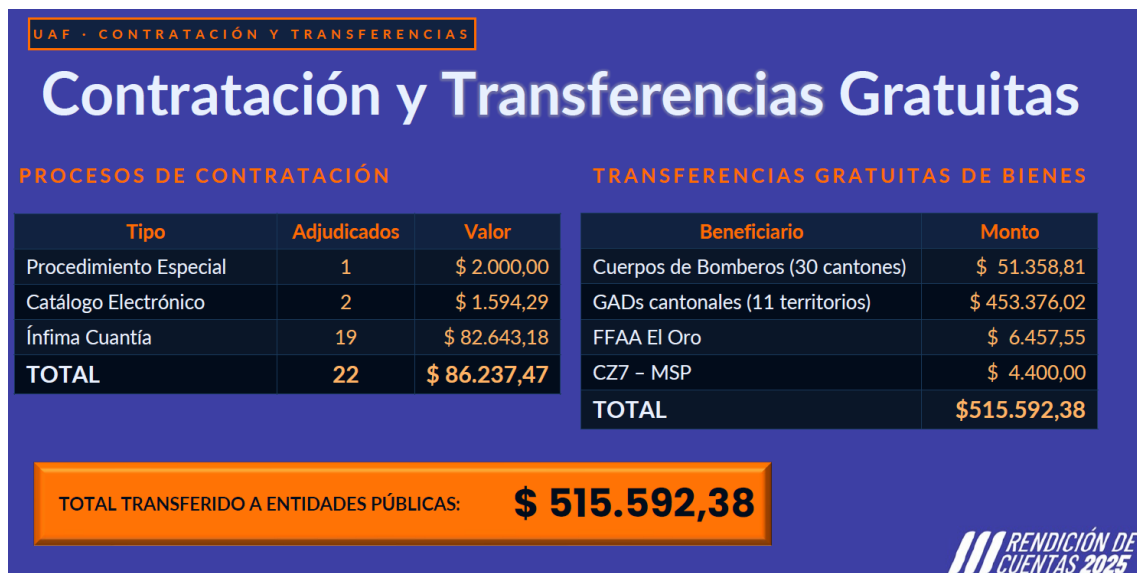 UAF · CONTRATACIÓN Y TRANSFERENCIAS
Contratación y Transferencias Gratuitas
PROCESOS DE CONTRATACIÓN
Tipo Adjudicados Valor
Procedimiento Especial 1 $ 2.000,00
Catálogo Electrónico 2 $ 1.594,29
Ínfima Cuantía 19 $ 82.643,18
TOTAL 22 $ 86.237,47
TRANSFERENCIAS GRATUITAS DE BIENES
Beneficiario Monto
Cuerpos de Bomberos (30 cantones) $ 51.358,81
GADs cantonales (11 territorios) $ 453.376,02
FFAA El Oro $ 6.457,55
CZ7 – MSP $ 4.400,00
TOTAL $515.592,38
TOTAL TRANSFERIDO A ENTIDADES PÚBLICAS: $ 515.592,38
RENDICIÓN DE
CUENTAS 2025